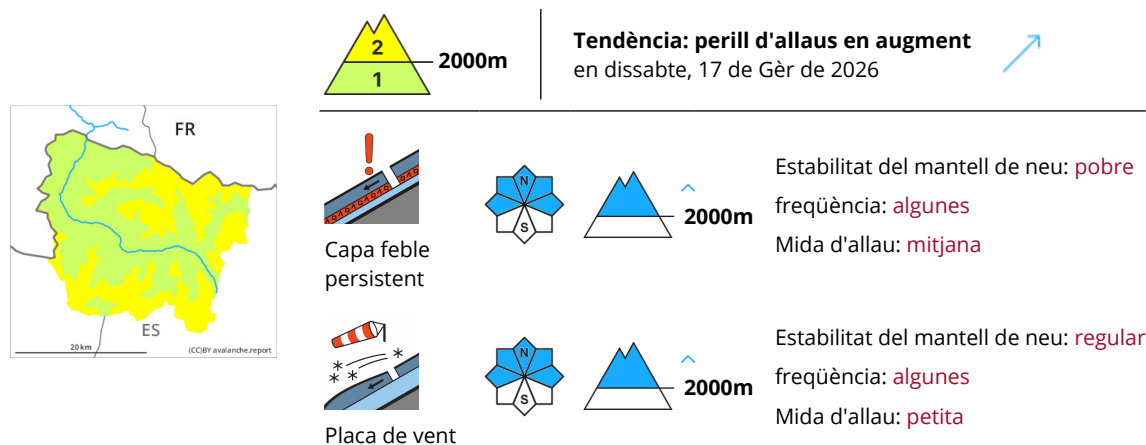 2
1
2000m
Tendència: perill d'allaus en augment
en dissabte, 17 de Gèr de 2026
FR
ES
20 km
(CC)BY avalanche.report
Capa feble
persistent
N
S
2000m
Estabilitat del mantell de neu: pobre
freqüència: algunes
Mida d'allau: mitjana
Placa de vent
N
S
2000m
Estabilitat del mantell de neu: regular
freqüència: algunes
Mida d'allau: petita